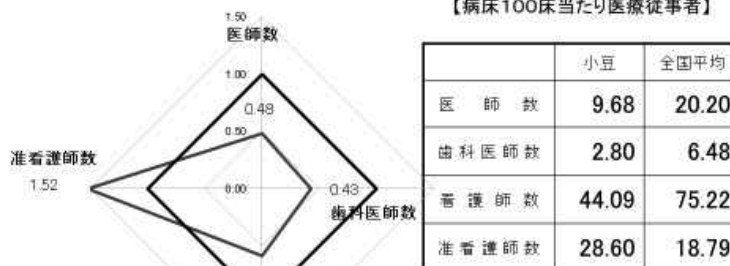 【病床100床当たり医療従事者】
1.50
医師数
1.00
0.48
0.50
准看護師数
1.52
0.00
0.43
歯科医師数
小豆 全国平均
医師数 9.68 20.20
歯科医師数 2.80 6.48
看護師数 44.09 75.22
准看護師数 28.60 18.79